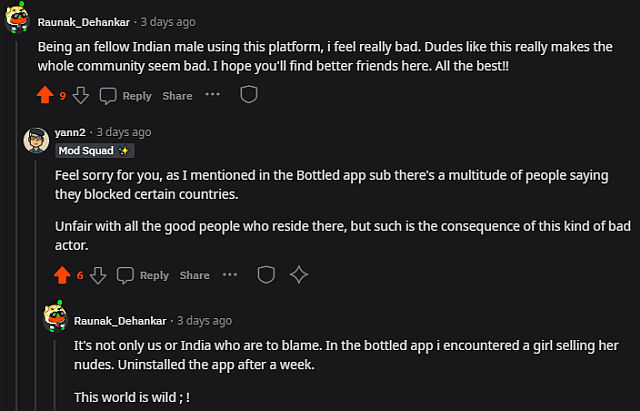 Raunak_Dehankar · 3 days ago
Being an fellow Indian male using this platform, i feel really bad. Dudes like this really makes the
whole community seem bad. I hope you'll find better friends here. All the best!!
9 Reply Share ···
yann2 · 3 days ago
Mod Squad ✨
Feel sorry for you, as I mentioned in the Bottled app sub there's a multitude of people saying
they blocked certain countries.
Unfair with all the good people who reside there, but such is the consequence of this kind of bad
actor.
6 Reply Share ···
Raunak_Dehankar · 3 days ago
It's not only us or India who are to blame. In the bottled app i encountered a girl selling her
nudes. Uninstalled the app after a week.
This world is wild ; !